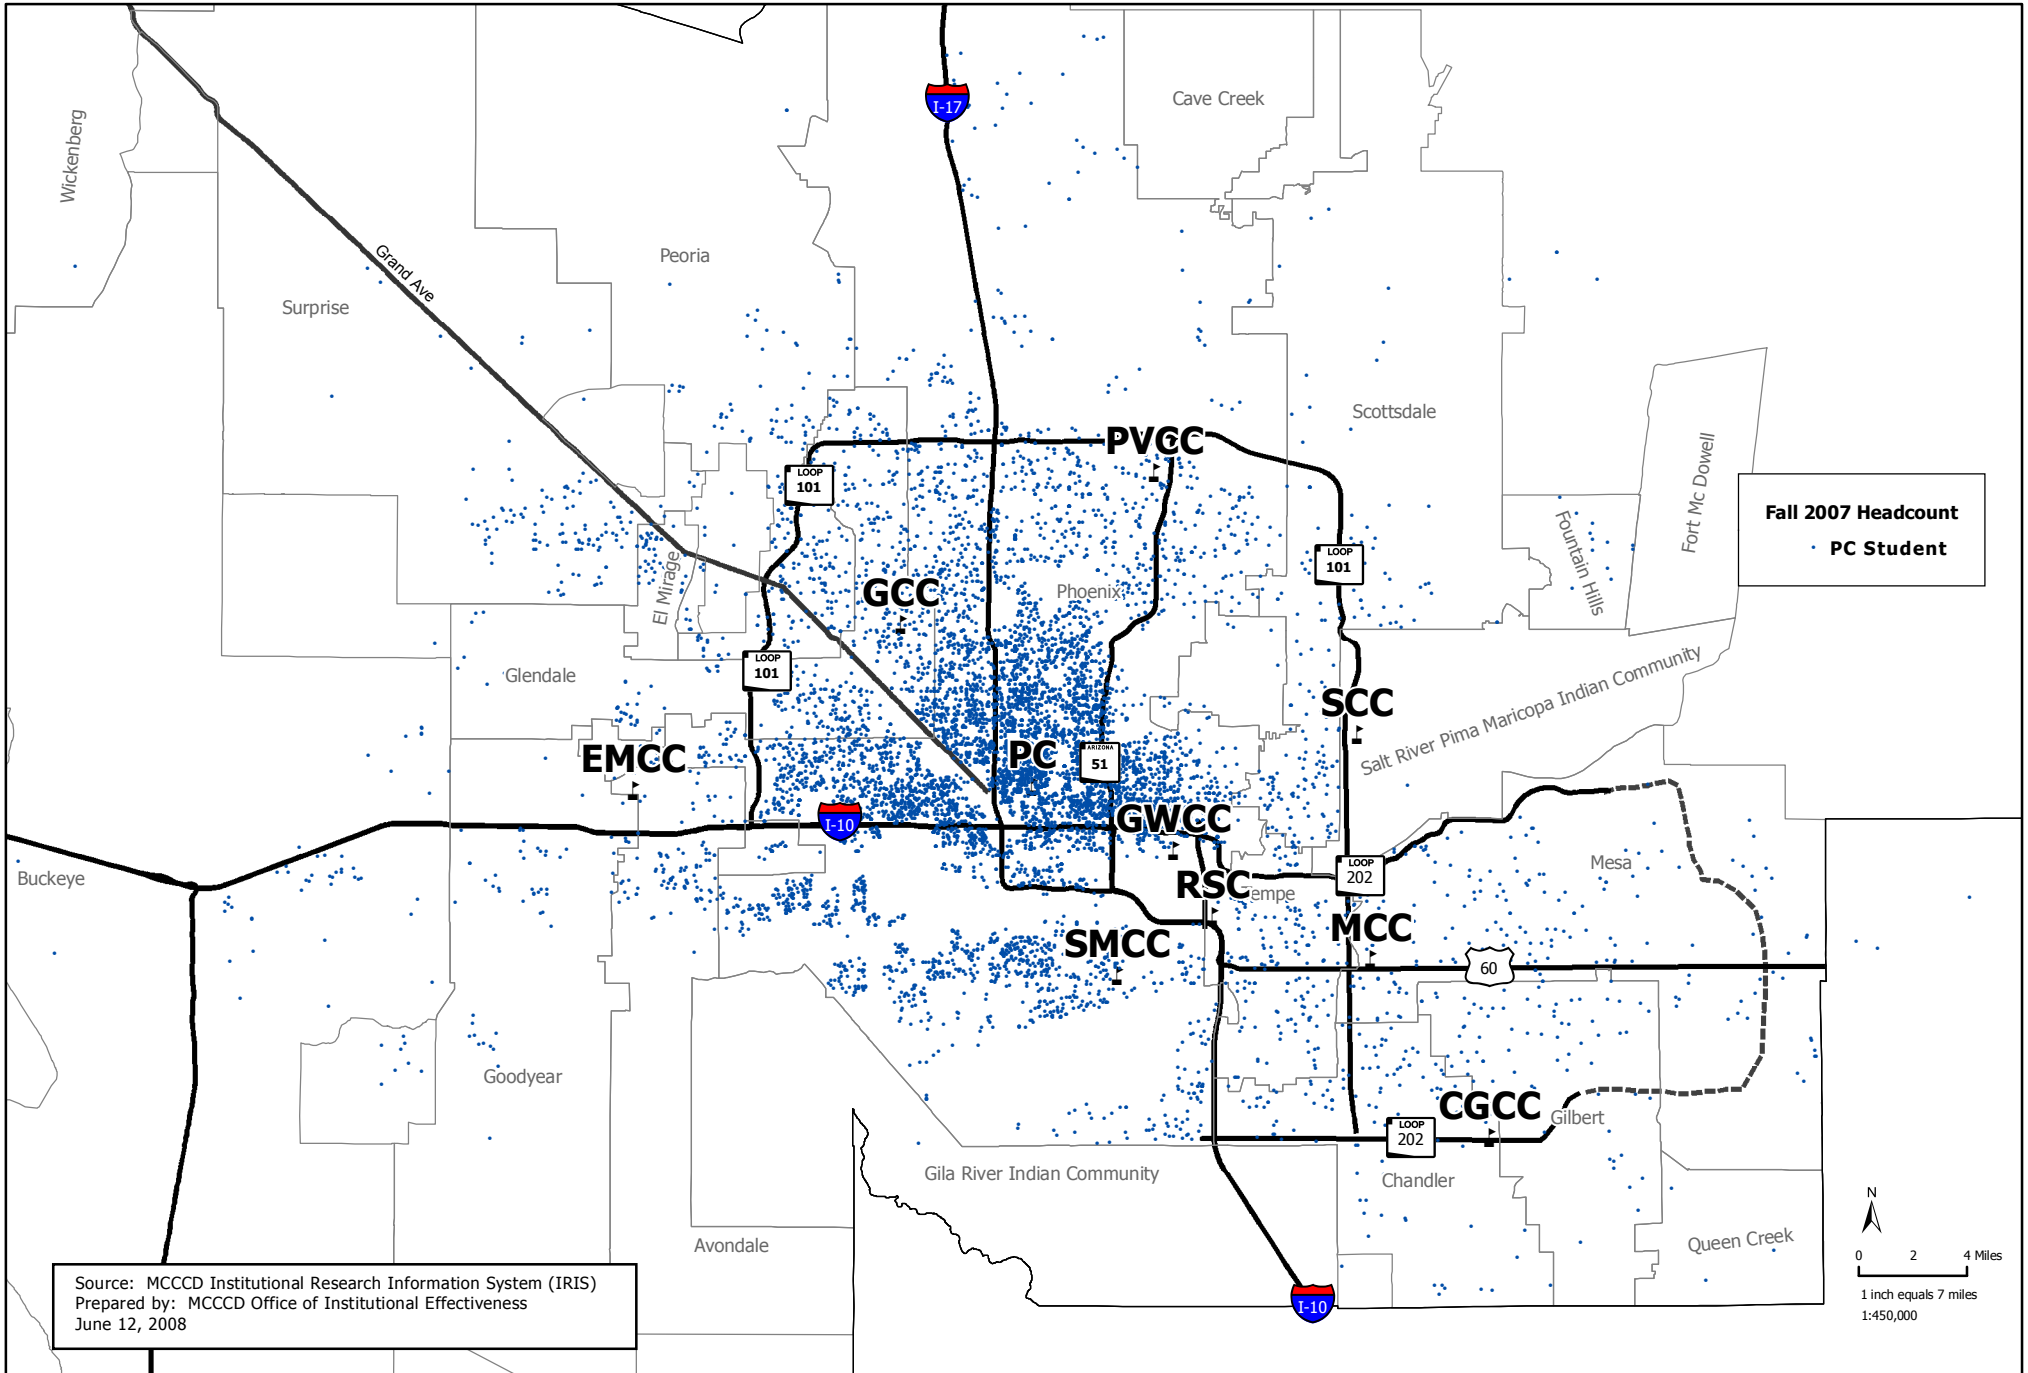 I-17
Cave Creek
Wickenberg
Peoria
Grand Ave
Surprise
Scottsdale
PVCC
LOOP
101
Fort Mc Dowell
Fall 2007 Headcount
PC Student
Fountain Hills
LOOP
101
El Mirage
GCC
Phoenix
LOOP
101
Glendale
SCC
Salt River Pima Maricopa Indian Community
EMCC
PC
ARIZONA
51
I-10
GWCC
Buckeye
LOOP
202
Mesa
RSC
Tempe
MCC
SMCC
60
Goodyear
CGCC
Gilbert
LOOP
202
Gila River Indian Community
Chandler
Avondale
Queen Creek
N
0 2 4 Miles
1 inch equals 7 miles
1:450,000
I-10
Source: MCCCD Institutional Research Information System (IRIS)
Prepared by: MCCCD Office of Institutional Effectiveness
June 12, 2008